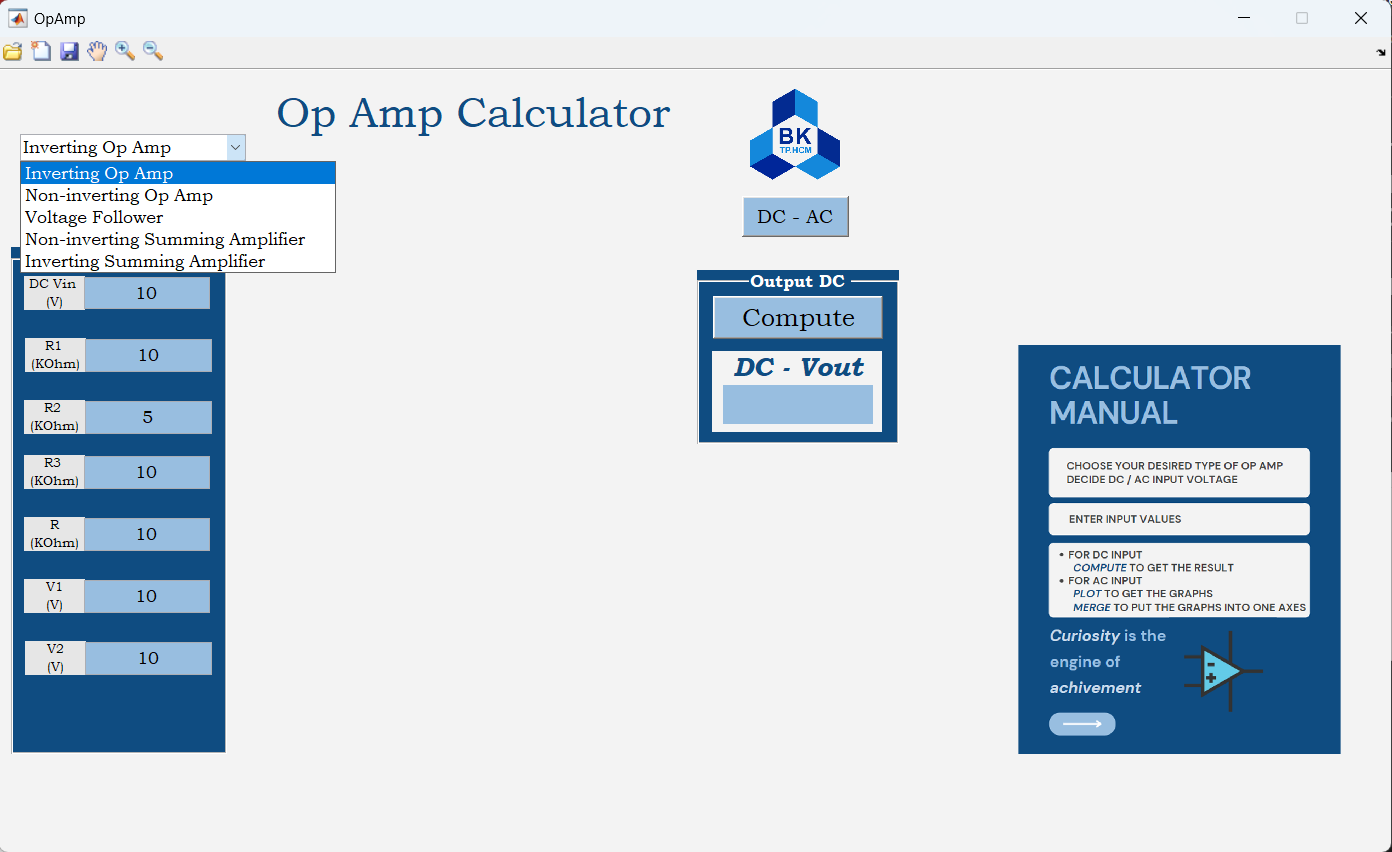 OpAmp
Op Amp Calculator
Inverting Op Amp
Inverting Op Amp
Non-inverting Op Amp
Voltage Follower
Non-inverting Summing Amplifier
Inverting Summing Amplifier
DC Vin
(V)
10
R1
(KOhm)
10
R2
(KOhm)
5
R3
(KOhm)
10
R
(KOhm)
10
V1
(V)
10
V2
(V)
10
BK
TP.HCM
DC - AC
Output DC
Compute
DC - Vout
CALCULATOR
MANUAL
CHOOSE YOUR DESIRED TYPE OF OP AMP
DECIDE DC / AC INPUT VOLTAGE
ENTER INPUT VALUES
• FOR DC INPUT
COMPUTE TO GET THE RESULT
• FOR AC INPUT
PLOT TO GET THE GRAPHS
MERGE TO PUT THE GRAPHS INTO ONE AXES
Curiosity is the
engine of
achivement
-
+